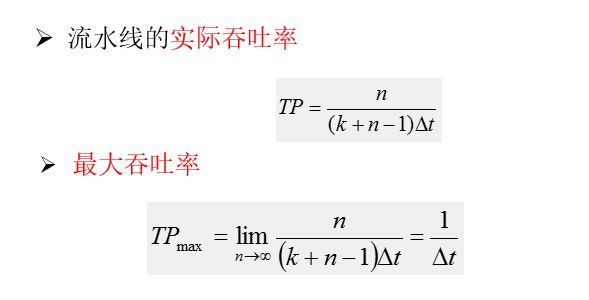 ➢ 流水线的实际吞吐率
TP = n / ((k + n − 1)Δt)
➢ 最大吞吐率
TP_max = lim_{n→∞} n / ((k + n − 1)Δt) = 1 / Δt